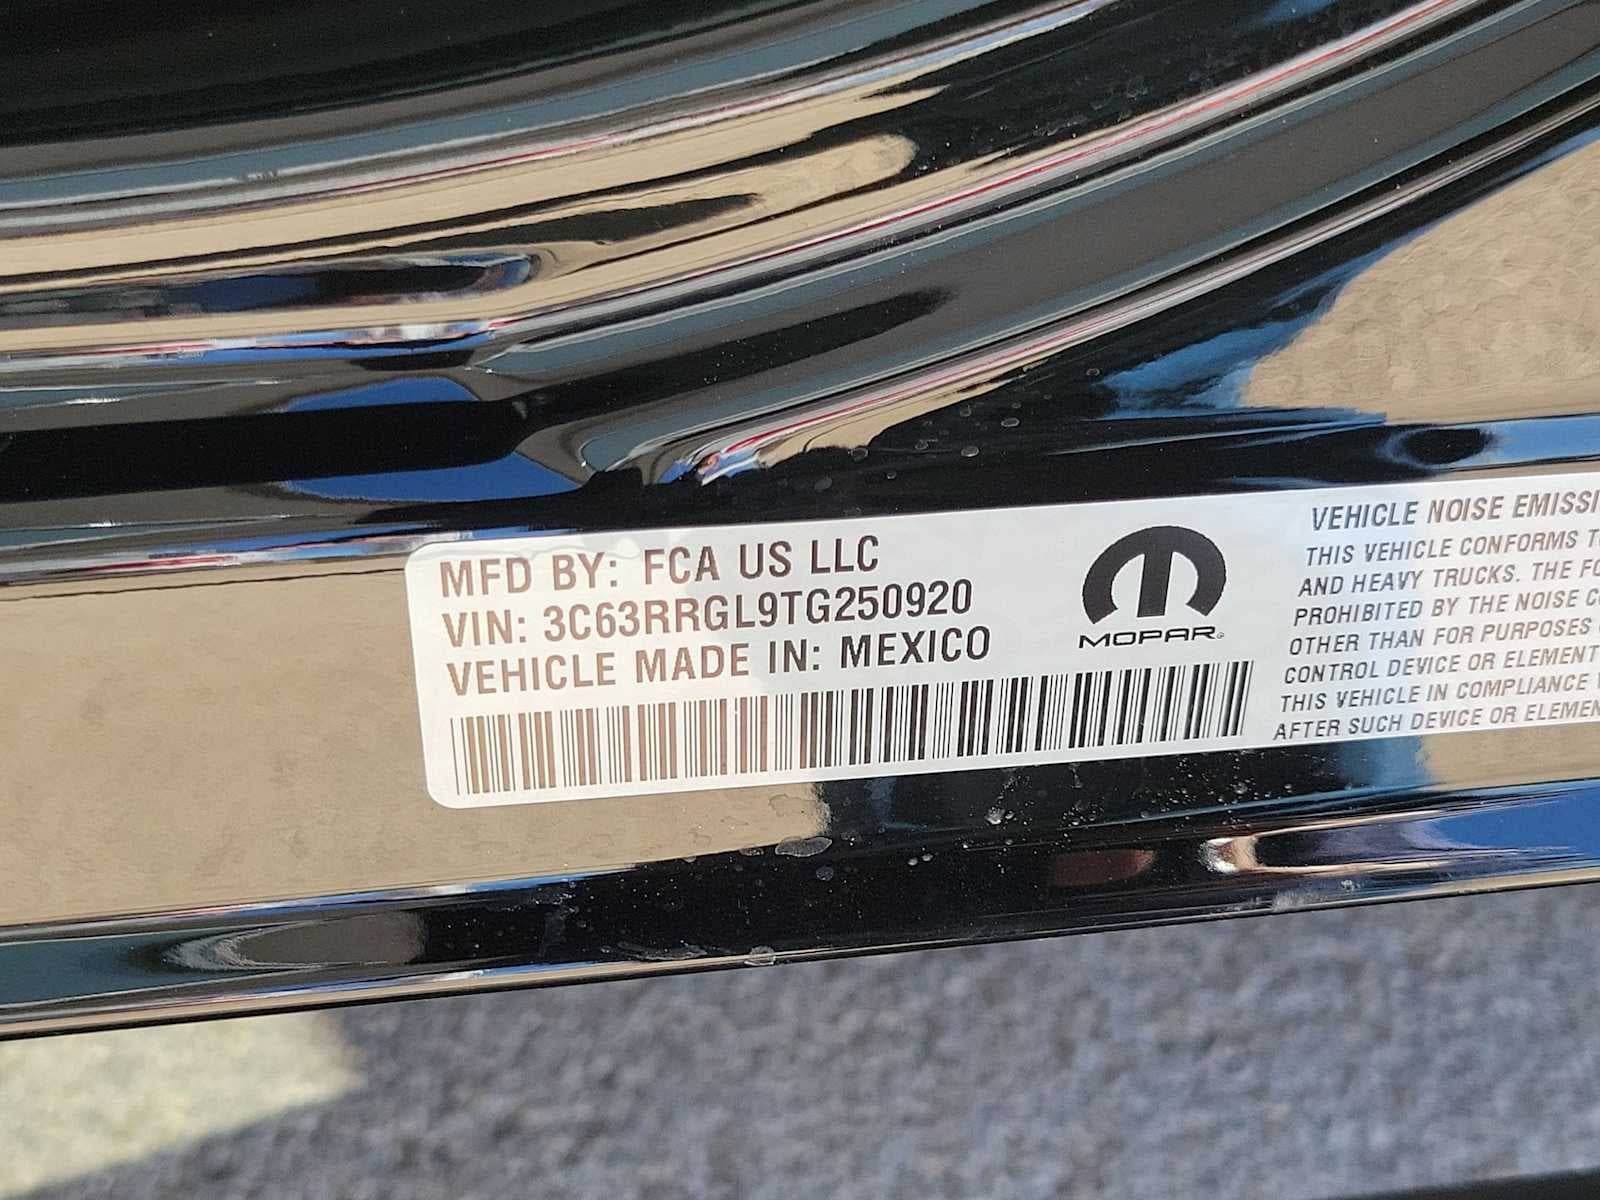 MFD BY: FCA US LLC
VIN: 3C63RRGL9TG250920
VEHICLE MADE IN: MEXICO
MOPAR
VEHICLE NOISE EMISSI
THIS VEHICLE CONFORMS T
AND HEAVY TRUCKS. THE FO
PROHIBITED BY THE NOISE C
OTHER THAN FOR PURPOSES
CONTROL DEVICE OR ELEMENT
THIS VEHICLE IN COMPLIANCE
AFTER SUCH DEVICE OR ELEMEN